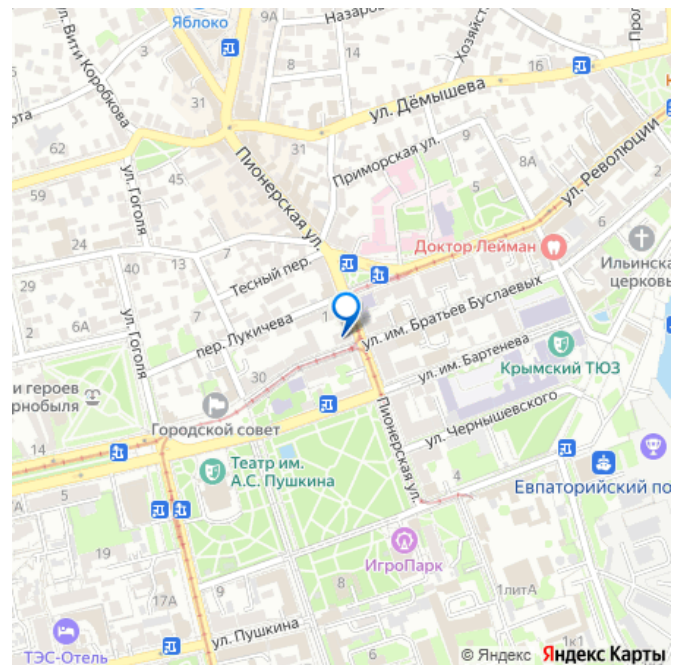 Яблоко
9А
Назаров
14
8
31
Хозяйст
Прол
16
ул. Вити Коробкова
ул. Дёмышева
62
31
59
45
ул. Гоголя
Пионерская ул.
Приморская ул.
9
8А
ул. Революции
5
6
24
40
13
7
7
Доктор Лейман
Ильинска
церковь
Тесный пер.
29
2
6А
ул. Гоголя
пер. Лукичева
1
ул. им. Братьев Буслаевых
ул. им. Бартенева
Крымский ТЮЗ
и героев
рнобыля
30
Городской совет
Пионерская ул.
ул. Чернышевского
14
Театр им.
А.С. Пушкина
4
5
Евпаторийский по
19
ИгроПарк
9
8
1литА
17А
ул. Пушкина
ТЭС-Отель
1к1
© Яндекс Яндекс Карты